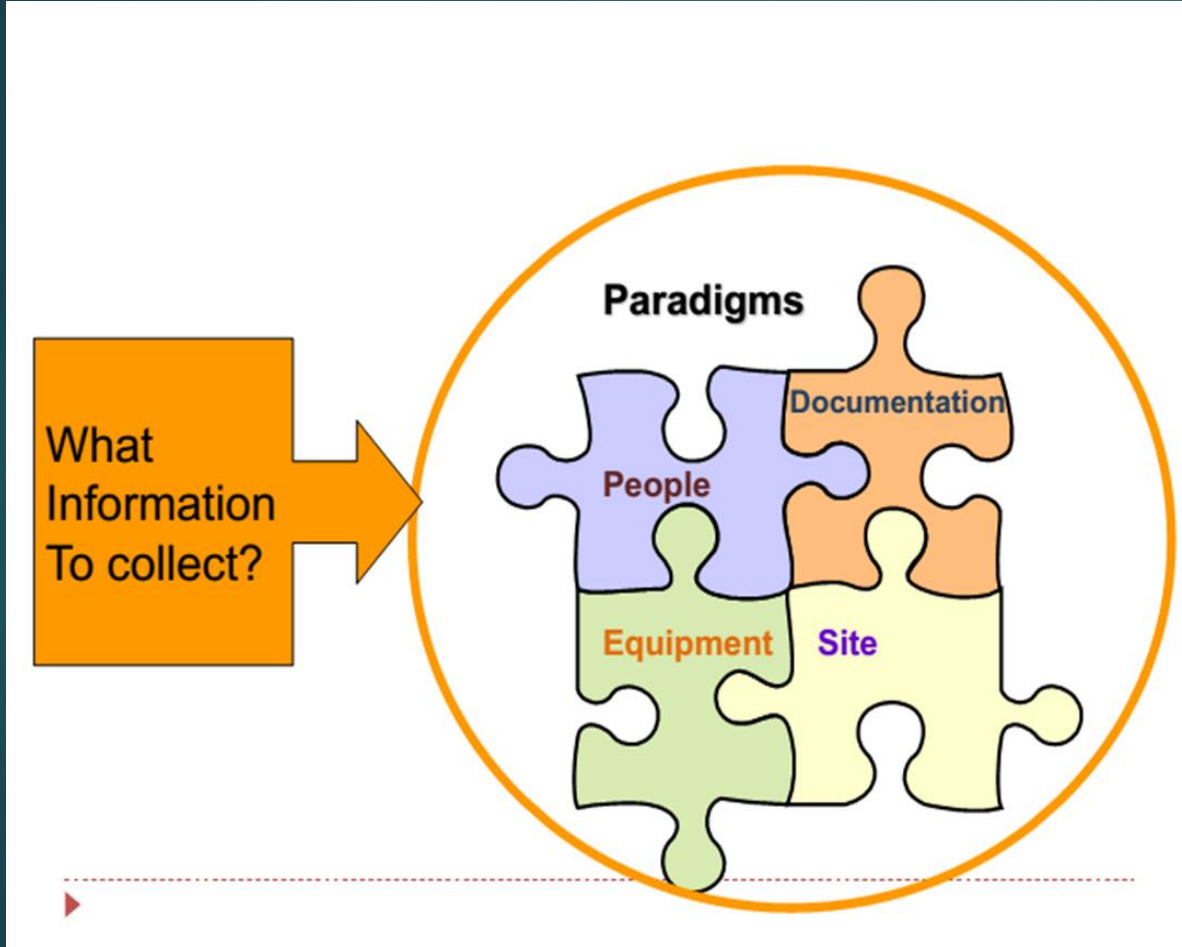 Paradigms
Documentation
What
Information
To collect?
People
Equipment
Site